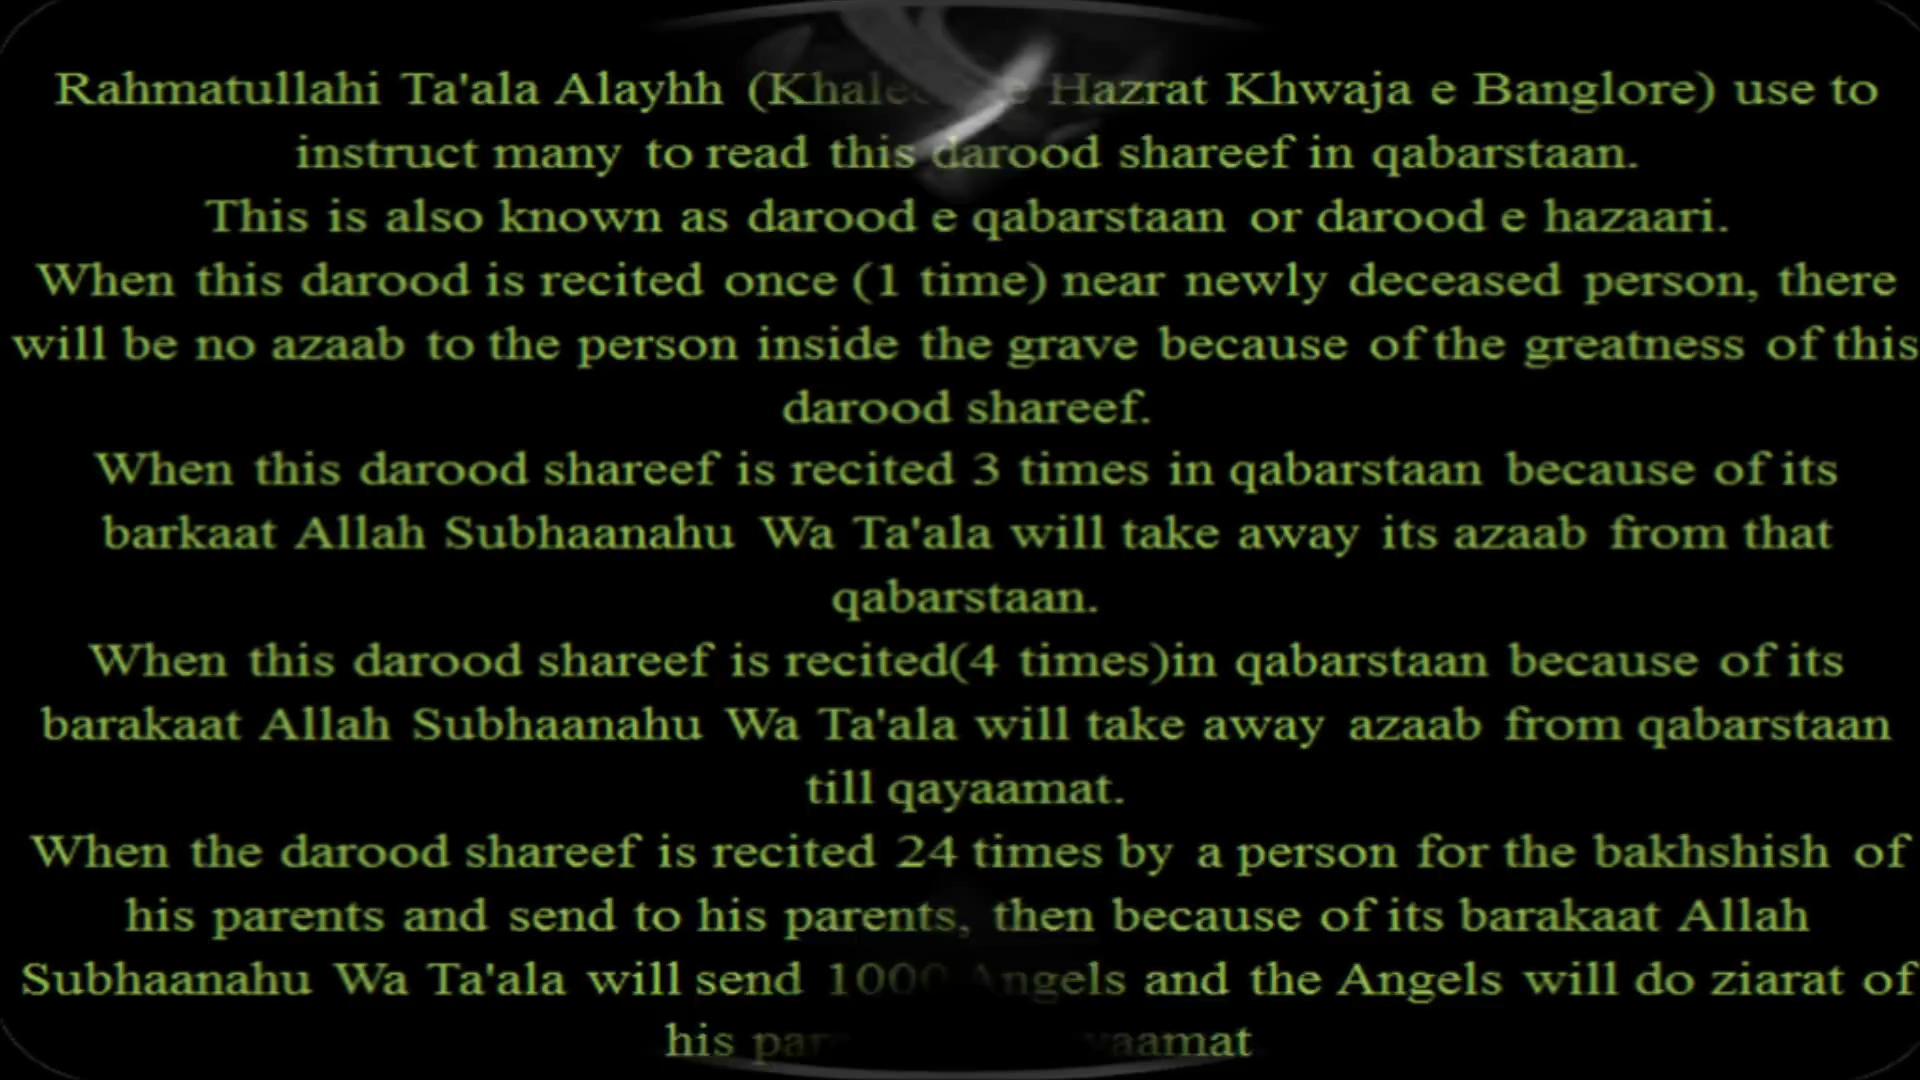 Rahmatullahi Ta'ala Alayhh (Hazrat Khwaja e Banglore) use to
instruct many to read this darood shareef in qabarstaan.
This is also known as darood e qabarstaan or darood e hazaari.
When this darood is recited once (1 time) near newly deceased person, there
will be no azaab to the person inside the grave because of the greatness of this
darood shareef.
When this darood shareef is recited 3 times in qabarstaan because of its
barkaat Allah Subhaanahu Wa Ta'ala will take away its azaab from that
qabarstaan.
When this darood shareef is recited(4 times)in qabarstaan because of its
barakaat Allah Subhaanahu Wa Ta'ala will take away azaab from qabarstaan
till qayaamat.
When the darood shareef is recited 24 times by a person for the bakhshish of
his parents and send to his parents, then because of its barakaat Allah
Subhaanahu Wa Ta'ala will send 1000 Angels and the Angels will do ziarat of
his